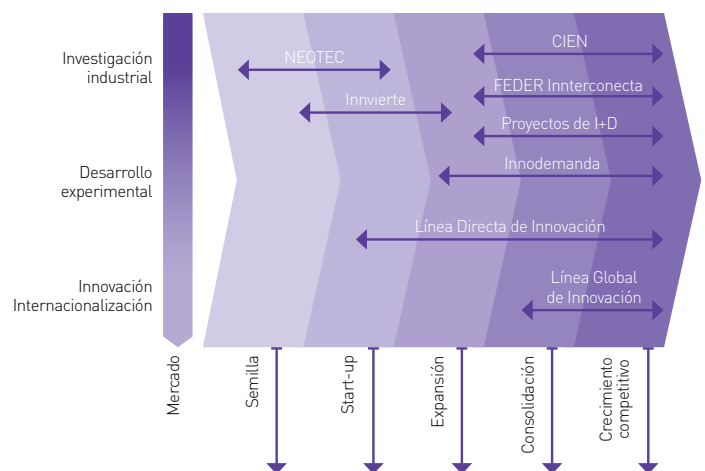 Investigación
industrial
Desarrollo
experimental
Innovación
Internacionalización
NEOTEC
CIEN
FEDER Innterconecta
Innvierte
Proyectos de I+D
Innodemanda
Línea Directa de Innovación
Línea Global
de Innovación
Mercado
Semilla
Start-up
Expansión
Consolidación
Crecimiento
competitivo